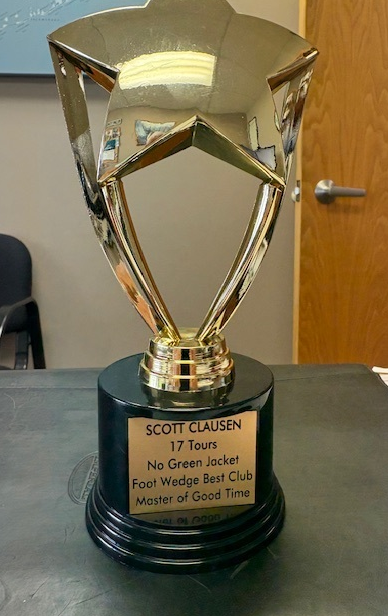 SCOTT CLAUSEN
17 Tours
No Green Jacket
Foot Wedge Best Club
Master of Good Time